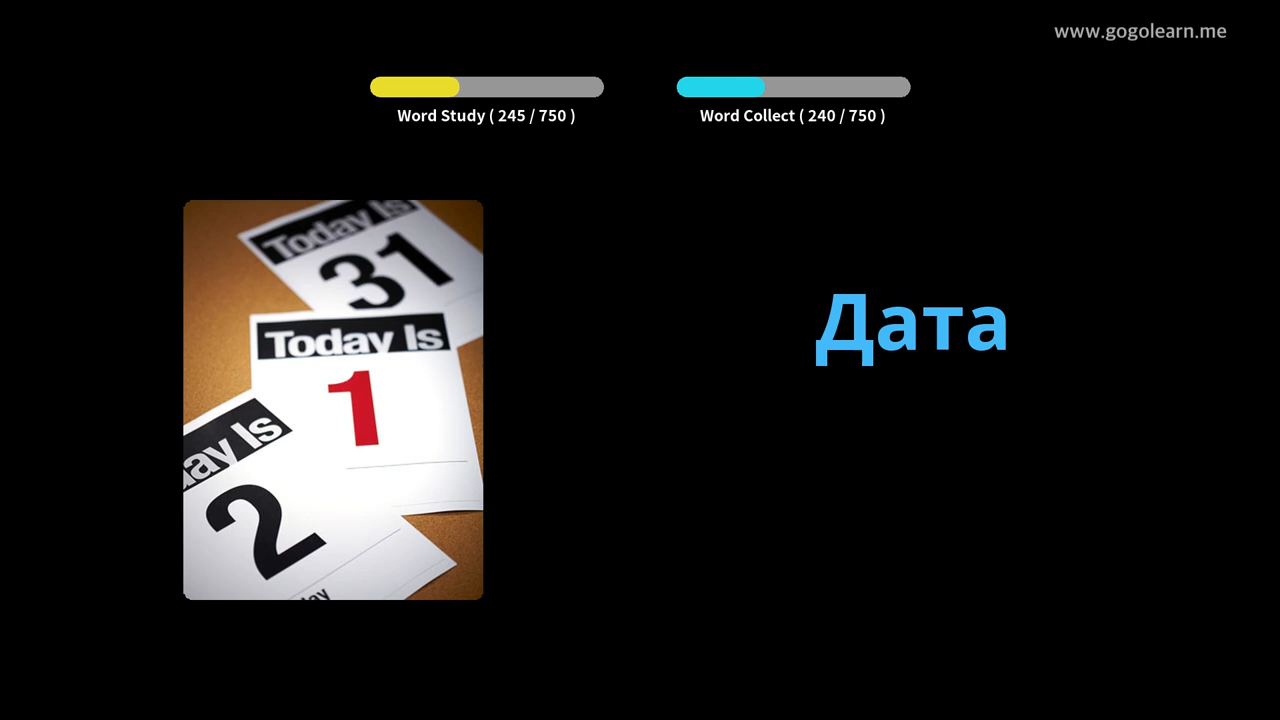 www.gogolearn.me
Word Study ( 245 / 750 )
Word Collect ( 240 / 750 )
Today Is
31
Today Is
1
day Is
2
Дата